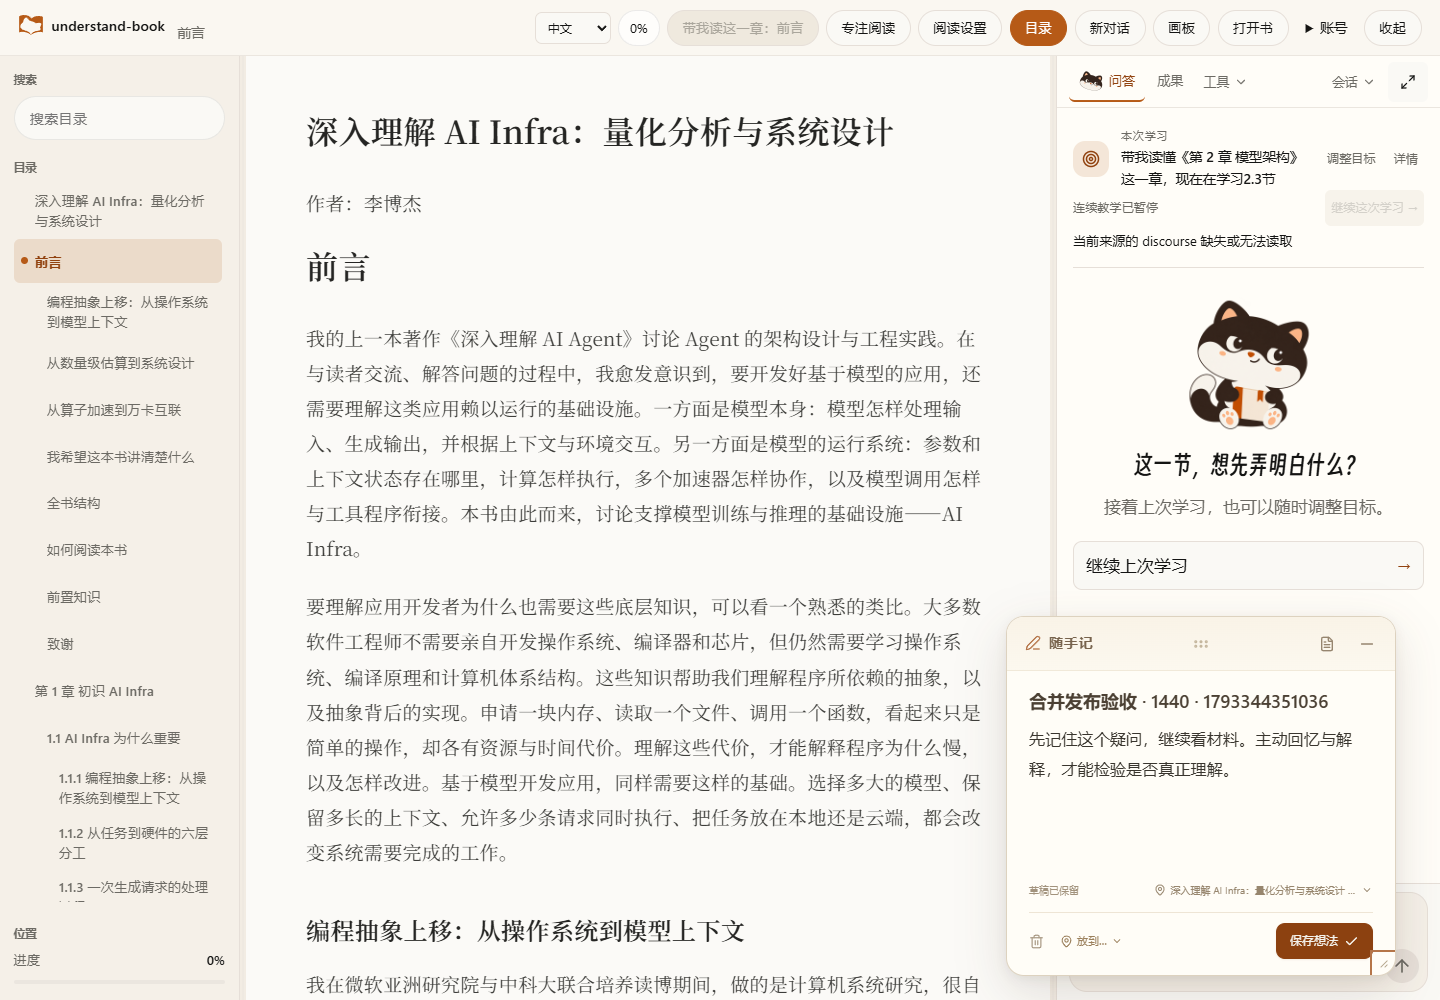 understand-book
前言
中文
0%
带我读这一章：前言
专注阅读
阅读设置
目录
新对话
画板
打开书
账号
收起
搜索
搜索目录
目录
深入理解 AI Infra：量化分析
与系统设计
前言
编程抽象上移：从操作系统
到模型上下文
从数量级估算到系统设计
从算子加速到万卡互联
我希望这本书讲清楚什么
全书结构
如何阅读本书
前置知识
致谢
第 1 章 初识 AI Infra
1.1 AI Infra 为什么重要
1.1.1 编程抽象上移：从操
作系统到模型上下文
1.1.2 从任务到硬件的六层
分工
1.1.3 一次生成请求的处理
位置
进度
0%
深入理解 AI Infra：量化分析与系统设计
作者：李博杰
前言
我的上一本著作《深入理解 AI Agent》讨论 Agent 的架构设计与工程实践。在
与读者交流、解答问题的过程中，我愈发意识到，要开发好基于模型的应用，还
需要理解这类应用赖以运行的基础设施。一方面是模型本身：模型怎样处理输
入、生成输出，并根据上下文与环境交互。另一方面是模型的运行系统：参数和
上下文状态存在哪里，计算怎样执行，多个加速器怎样协作，以及模型调用怎样
与工具程序衔接。本书由此而来，讨论支撑模型训练与推理的基础设施——AI
Infra。
要理解应用开发者为什么也需要这些底层知识，可以看一个熟悉的类比。大多数
软件工程师不需要亲自开发操作系统、编译器和芯片，但仍然需要学习操作系
统、编译原理和计算机体系结构。这些知识帮助我们理解程序所依赖的抽象，以
及抽象背后的实现。申请一块内存、读取一个文件、调用一个函数，看起来只是
简单的操作，却各有资源与时间代价。理解这些代价，才能解释程序为什么慢，
以及怎样改进。基于模型开发应用，同样需要这样的基础。选择多大的模型、保
留多长的上下文、允许多少条请求同时执行、把任务放在本地还是云端，都会改
变系统需要完成的工作。
编程抽象上移：从操作系统到模型上下文
我在微软亚洲研究院与中科大联合培养读博期间，做的是计算机系统研究，很自
问答
成果
工具
会话
本次学习
带我读懂《第 2 章 模型架构》
这一章，现在在学习2.3节
调整目标
详情
连续教学已暂停
继续这次学习 →
当前来源的 discourse 缺失或无法读取
这一节，想先弄明白什么？
接着上次学习，也可以随时调整目标。
继续上次学习 →
随手记
合并发布验收 · 1440 · 1793344351036
先记住这个疑问，继续看材料。主动回忆与解
释，才能检验是否真正理解。
草稿已保留
深入理解 AI Infra：量化分析与系统设计 ...
放到...
保存想法